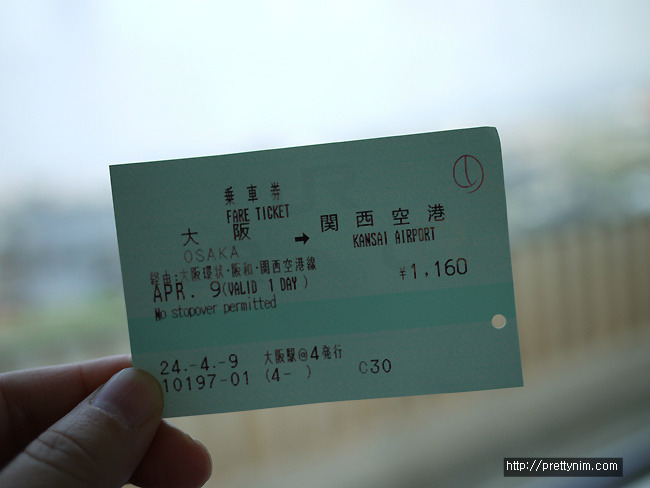 乗車券
FARE TICKET
大阪 → 関西空港
OSAKA KANSAI AIRPORT
経由:大阪環状・阪和・関西空港線
¥1,160
APR. 9(VALID 1 DAY )
No stopover permitted
24.-4.-9 大阪駅@4発行
10197-01 (4- ) C30
http://prettynim.com